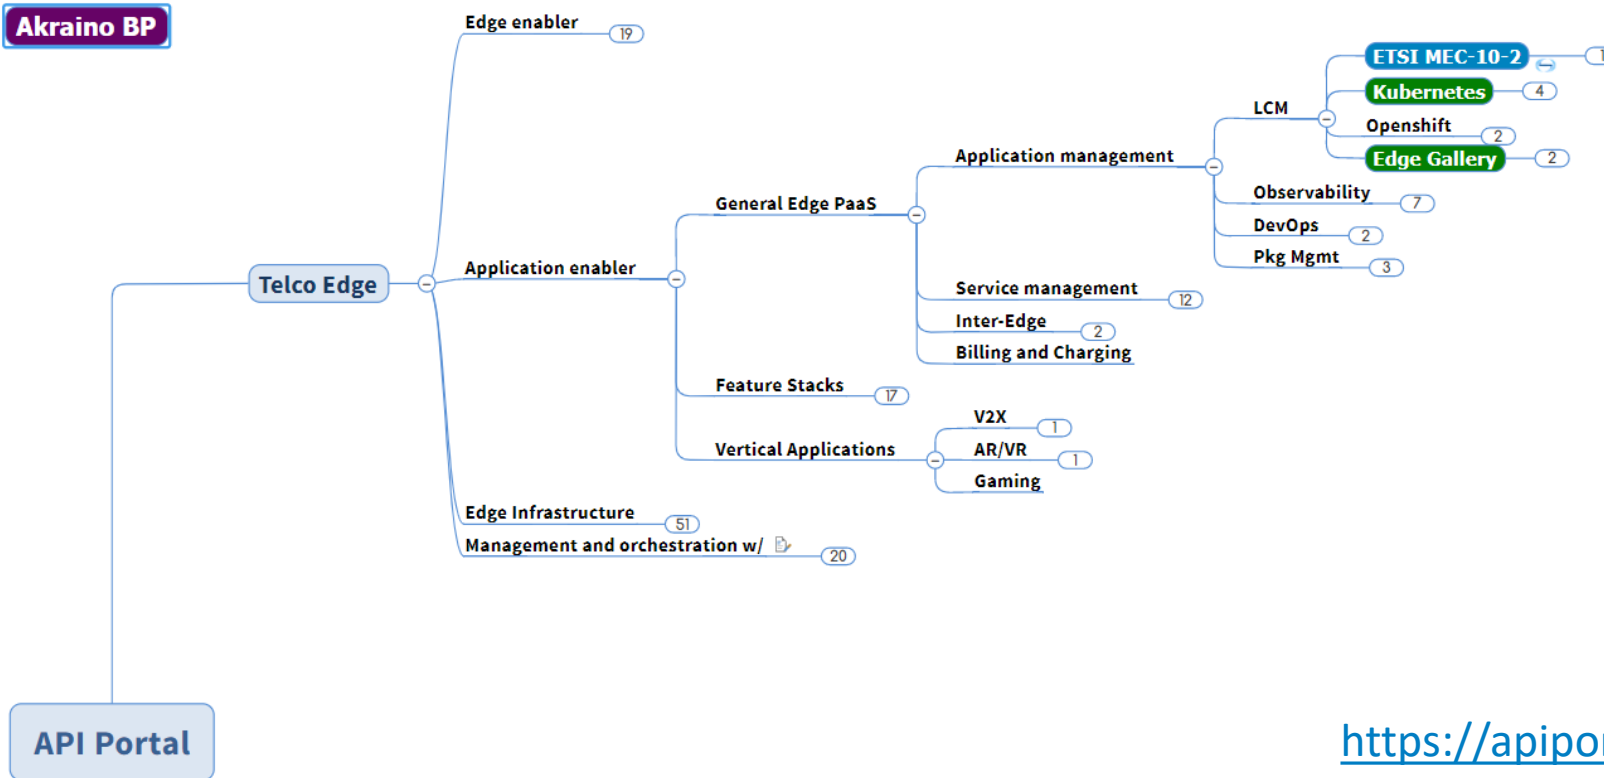 Akraino BP
Edge enabler
19
ETSI MEC-10-2
Kubernetes
4
LCM
Openshift
2
Edge Gallery
2
Application management
Observability
7
DevOps
2
Pkg Mgmt
3
General Edge PaaS
Application enabler
Telco Edge
Service management
12
Inter-Edge
2
Billing and Charging
Feature Stacks
17
V2X
1
Vertical Applications
AR/VR
1
Gaming
Edge Infrastructure
51
Management and orchestration w/
20
API Portal
https://apipor